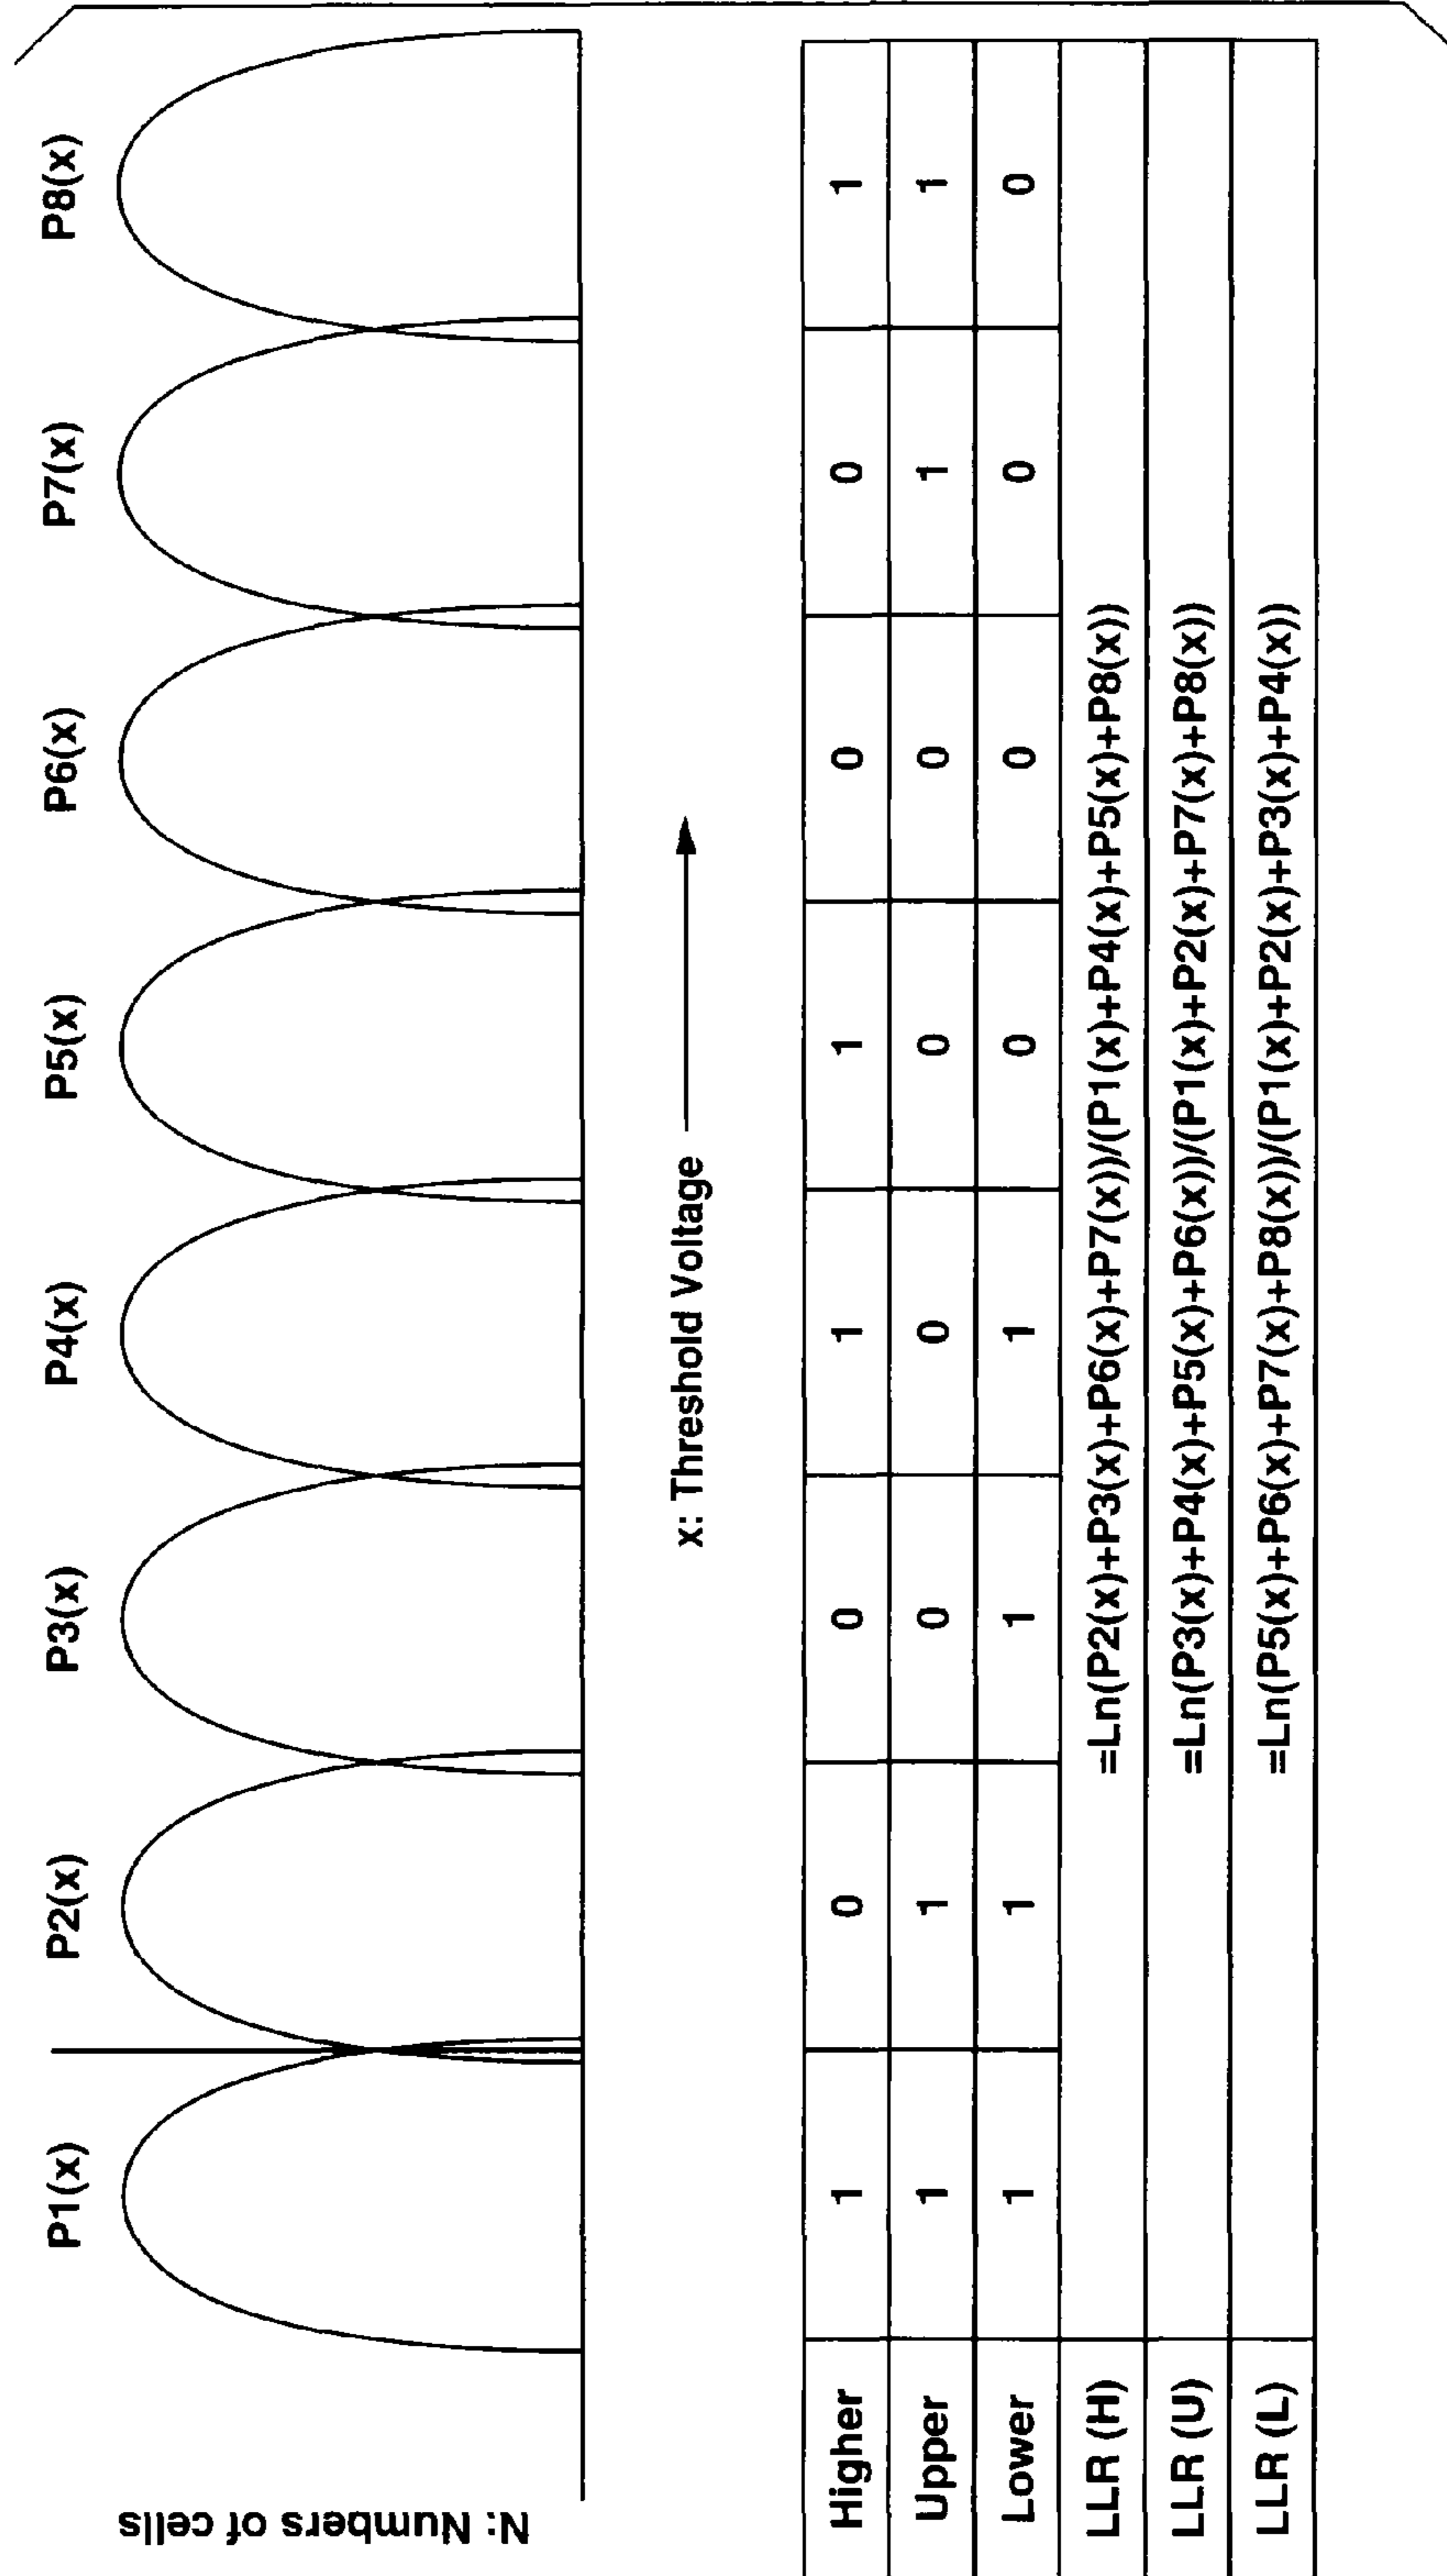 P1(x) P2(x) P3(x) P4(x) P5(x) P6(x) P7(x) P8(x)
N: Numbers of cells
x: Threshold Voltage
Higher 1 0 0 1 1 0 0 1
Upper 1 1 0 0 0 0 1 1
Lower 1 1 1 1 0 0 0 0
LLR (H) =Ln(P2(x)+P3(x)+P6(x)+P7(x))/(P1(x)+P4(x)+P5(x)+P8(x))
LLR (U) =Ln(P3(x)+P4(x)+P5(x)+P6(x))/(P1(x)+P2(x)+P7(x)+P8(x))
LLR (L) =Ln(P5(x)+P6(x)+P7(x)+P8(x))/(P1(x)+P2(x)+P3(x)+P4(x))